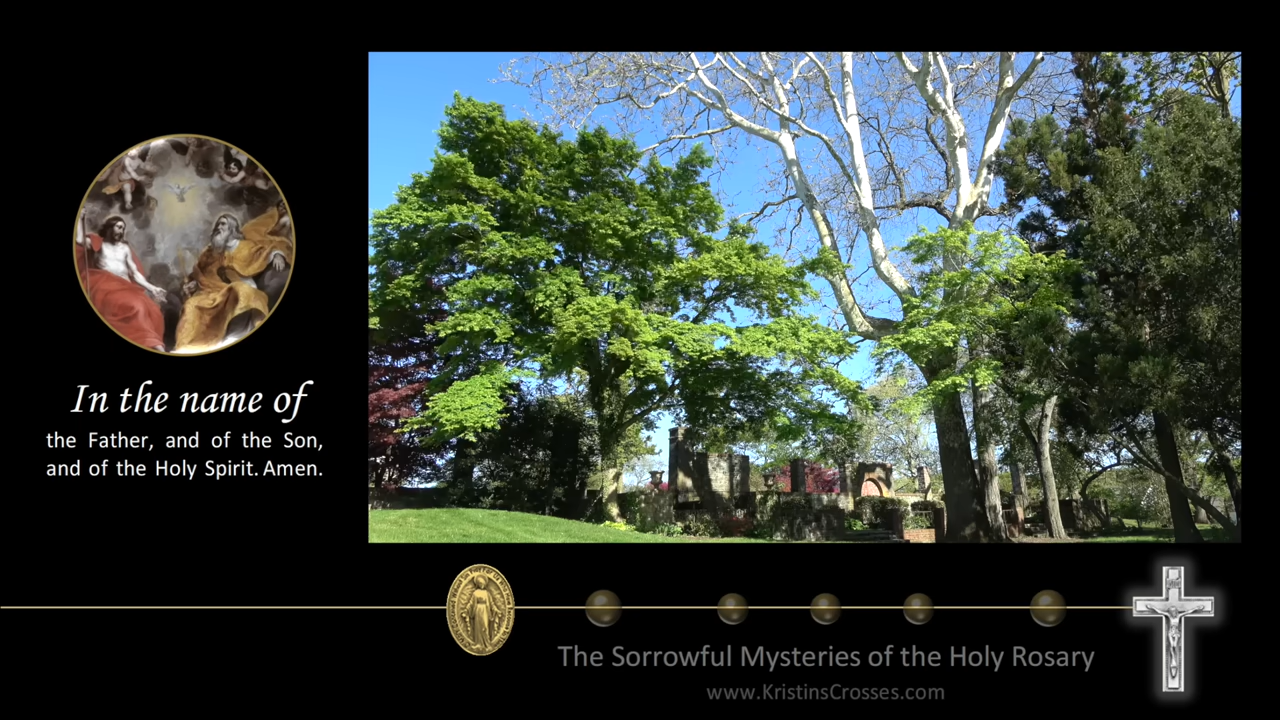 In the name of
the Father, and of the Son,
and of the Holy Spirit. Amen.
The Sorrowful Mysteries of the Holy Rosary
www.KristinsCrosses.com